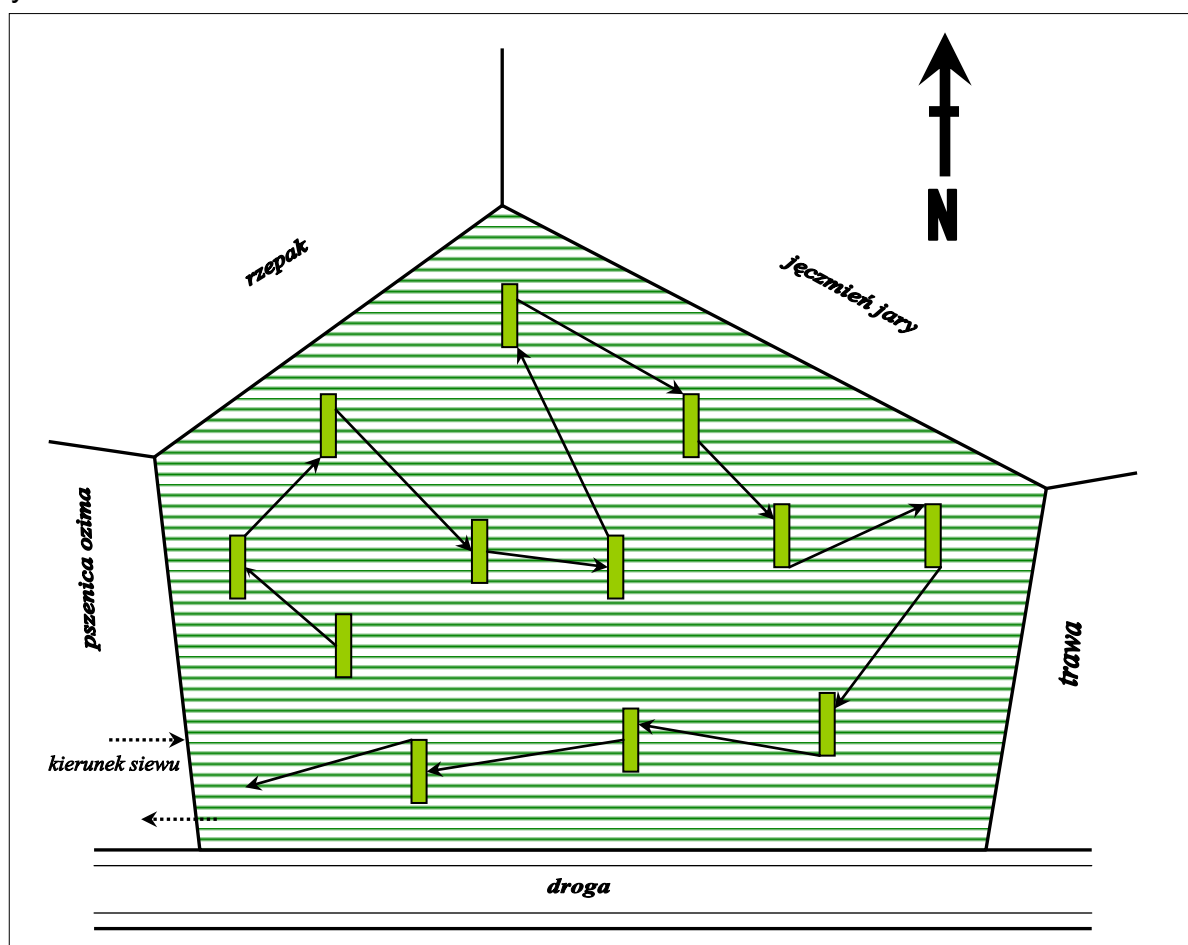 N
rzepak
jęczmień jary
pszenica ozima
trawa
kierunek siewu
droga